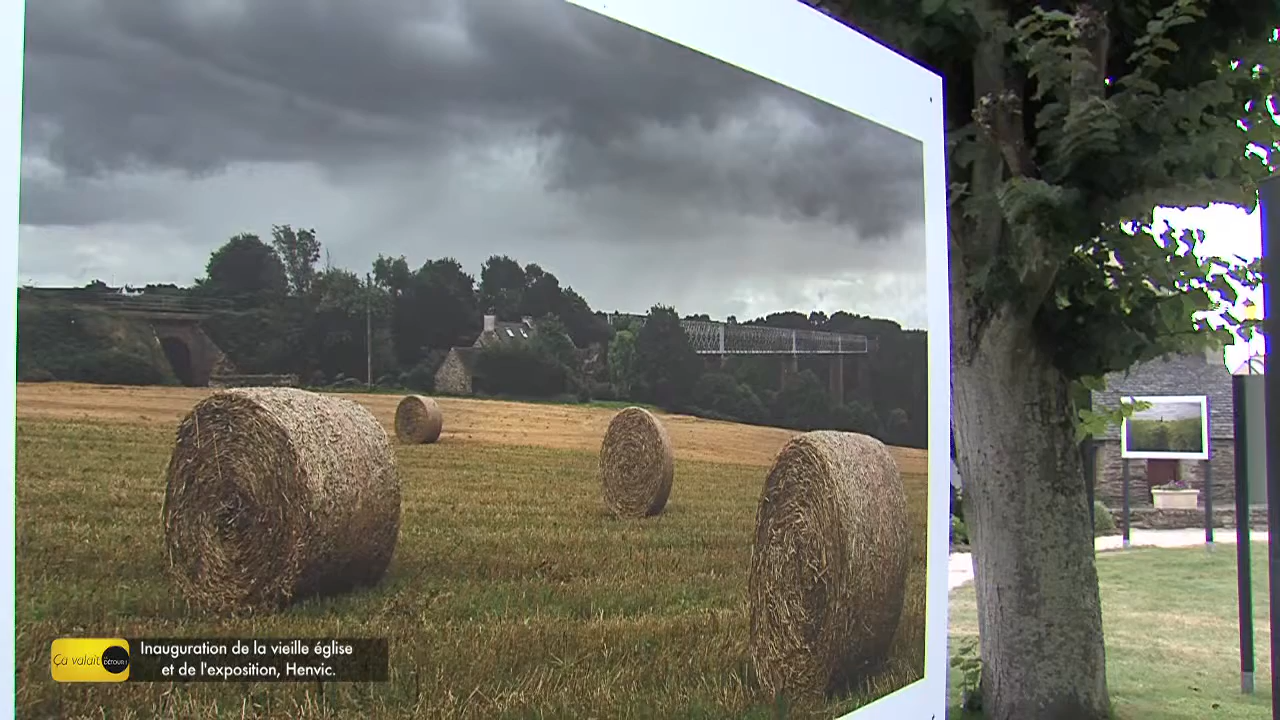 Ça valait
DÉTOUR !
Inauguration de la vieille église
et de l'exposition, Henvic.